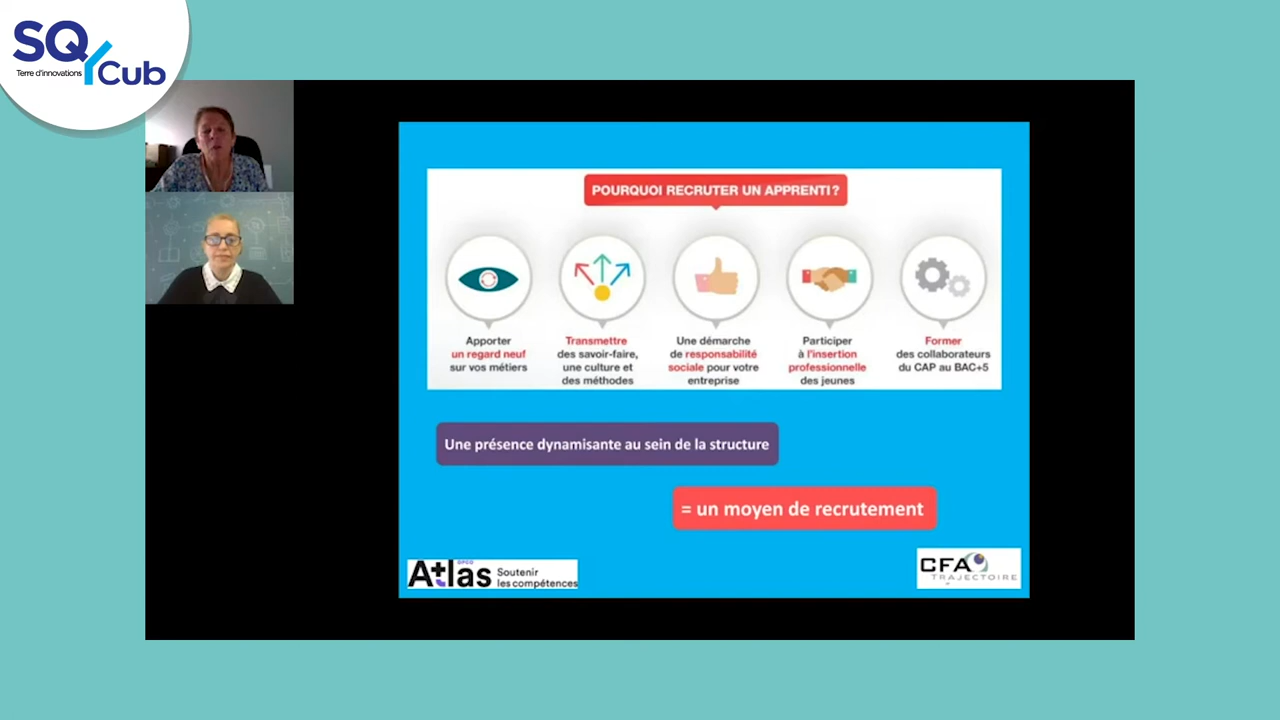 SQY Cub
Terre d'innovations
POURQUOI RECRUTER UN APPRENTI ?
Apporter
un regard neuf
sur vos métiers
Transmettre
des savoir-faire,
une culture et
des méthodes
Une démarche
de responsabilité
sociale pour votre
entreprise
Participer
à l'insertion
professionnelle
des jeunes
Former
des collaborateurs
du CAP au BAC+5
Une présence dynamisante au sein de la structure
= un moyen de recrutement
OPCO
Atlas
Soutenir
les compétences
CFA
TRAJECTOIRE